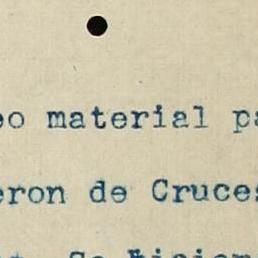 eo material pa
eron de Cruces